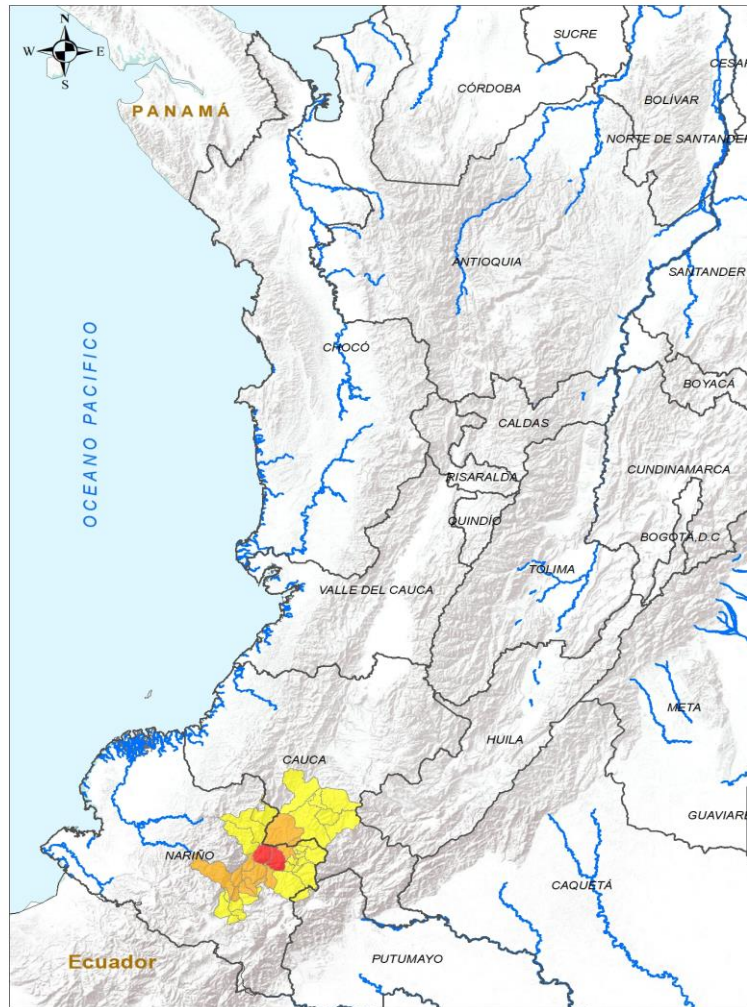 N
W E
S
SUCRE
CESAR
CÓRDOBA
BOLÍVAR
PANAMÁ
NORTE DE SANTANDER
ANTIOQUIA
SANTANDER
OCEANO PACIFICO
CHOCÓ
BOYACÁ
CALDAS
CUNDINAMARCA
RISARALDA
QUINDÍO
BOGOTÁ,D.C
TOLIMA
VALLE DEL CAUCA
META
HUILA
CAUCA
GUAVIARE
NARIÑO
CAQUETÁ
Ecuador
PUTUMAYO